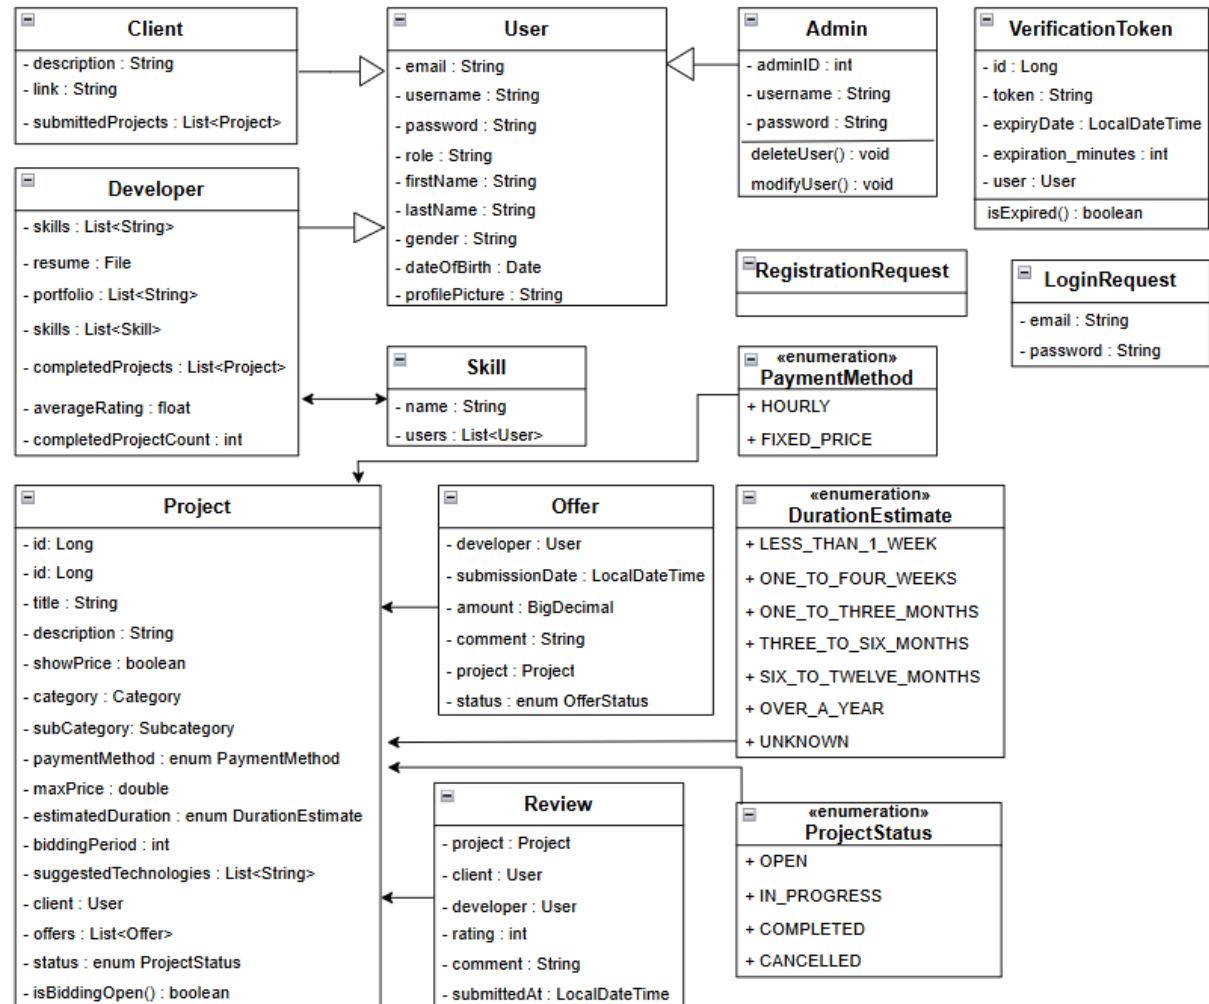 Client
- description : String
- link : String
- submittedProjects : List<Project>
User
- email : String
- username : String
- password : String
- role : String
- firstName : String
- lastName : String
- gender : String
- dateOfBirth : Date
- profilePicture : String
Admin
- adminID : int
- username : String
- password : String
deleteUser() : void
modifyUser() : void
VerificationToken
- id : Long
- token : String
- expiryDate : LocalDateTime
- expiration_minutes : int
- user : User
isExpired() : boolean
Developer
- skills : List<String>
- resume : File
- portfolio : List<String>
- skills : List<Skill>
- completedProjects : List<Project>
- averageRating : float
- completedProjectCount : int
RegistrationRequest
LoginRequest
- email : String
- password : String
Skill
- name : String
- users : List<User>
«enumeration»
PaymentMethod
+ HOURLY
+ FIXED_PRICE
Project
- id: Long
- id: Long
- title : String
- description : String
- showPrice : boolean
- category : Category
- subCategory: Subcategory
- paymentMethod : enum PaymentMethod
- maxPrice : double
- estimatedDuration : enum DurationEstimate
- biddingPeriod : int
- suggestedTechnologies : List<String>
- client : User
- offers : List<Offer>
- status : enum ProjectStatus
- isBiddingOpen() : boolean
Offer
- developer : User
- submissionDate : LocalDateTime
- amount : BigDecimal
- comment : String
- project : Project
- status : enum OfferStatus
«enumeration»
DurationEstimate
+ LESS_THAN_1_WEEK
+ ONE_TO_FOUR_WEEKS
+ ONE_TO_THREE_MONTHS
+ THREE_TO_SIX_MONTHS
+ SIX_TO_TWELVE_MONTHS
+ OVER_A_YEAR
+ UNKNOWN
Review
- project : Project
- client : User
- developer : User
- rating : int
- comment : String
- submittedAt : LocalDateTime
«enumeration»
ProjectStatus
+ OPEN
+ IN_PROGRESS
+ COMPLETED
+ CANCELLED